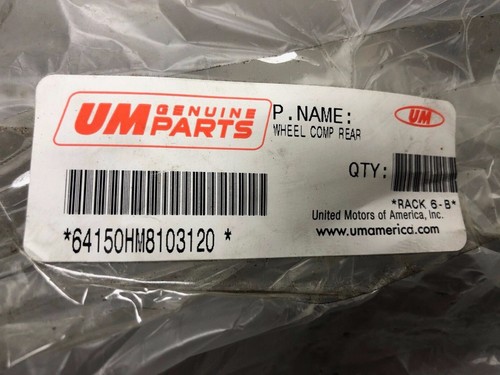 UM GENUINE PARTS
P.NAME:
WHEEL COMP REAR
UM
QTY:
*RACK 6-B*
*64150HM8103120 *
United Motors of America, Inc.
www.umamerica.com